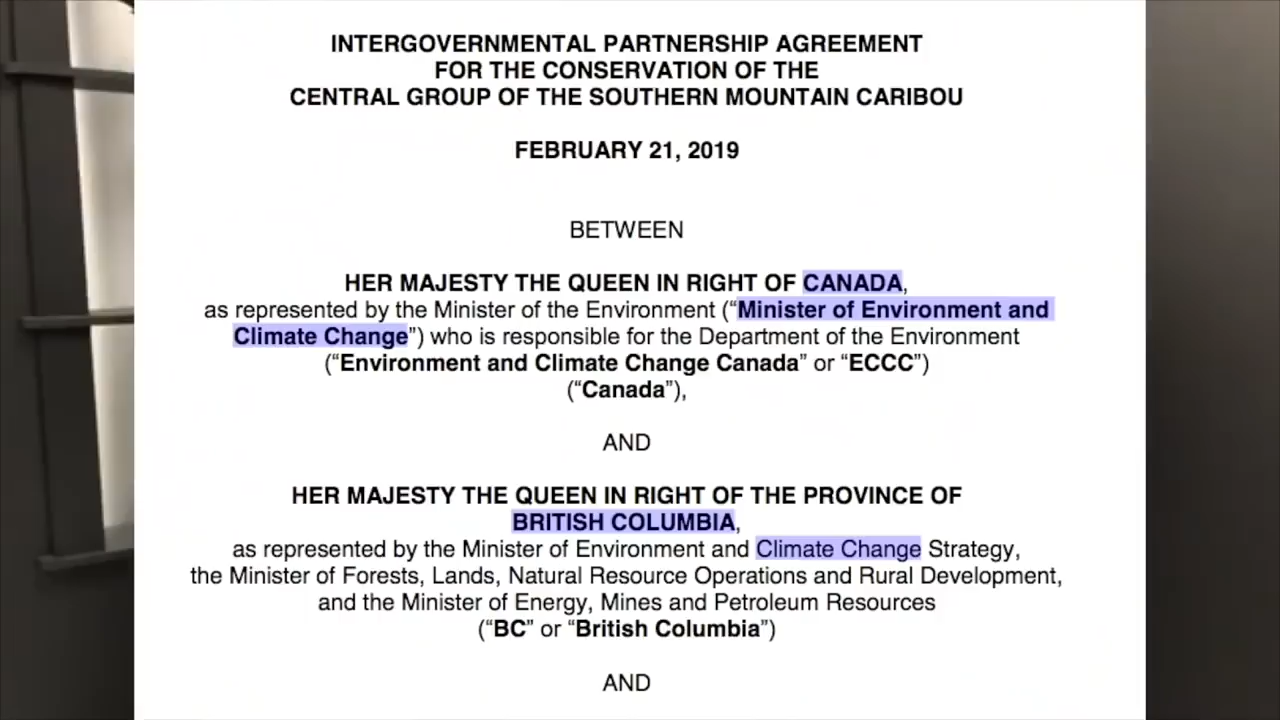 INTERGOVERNMENTAL PARTNERSHIP AGREEMENT
FOR THE CONSERVATION OF THE
CENTRAL GROUP OF THE SOUTHERN MOUNTAIN CARIBOU
FEBRUARY 21, 2019
BETWEEN
HER MAJESTY THE QUEEN IN RIGHT OF CANADA,
as represented by the Minister of the Environment (“Minister of Environment and
Climate Change”) who is responsible for the Department of the Environment
(“Environment and Climate Change Canada” or “ECCC”)
(“Canada”),
AND
HER MAJESTY THE QUEEN IN RIGHT OF THE PROVINCE OF
BRITISH COLUMBIA,
as represented by the Minister of Environment and Climate Change Strategy,
the Minister of Forests, Lands, Natural Resource Operations and Rural Development,
and the Minister of Energy, Mines and Petroleum Resources
(“BC” or “British Columbia”)
AND